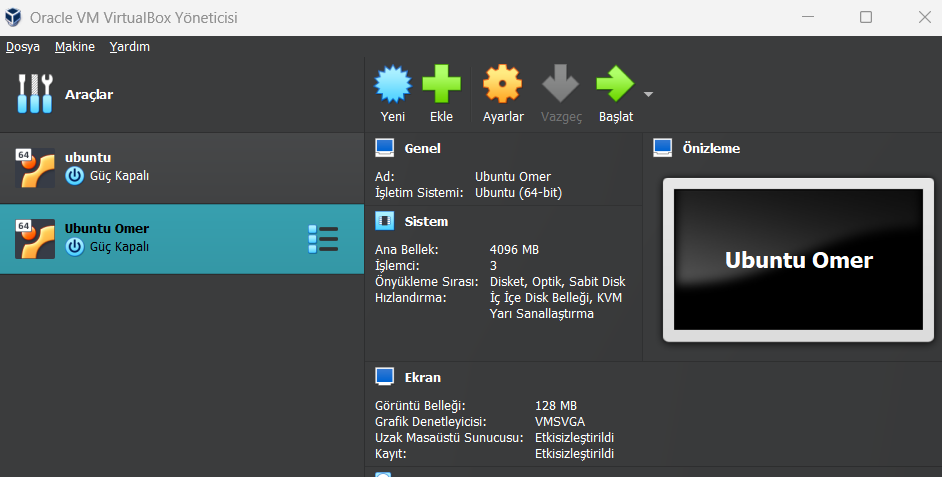 Oracle VM VirtualBox Yöneticisi
Dosya Makine Yardım
Araçlar
Yeni Ekle Ayarlar Vazgeç Başlat
64 ubuntu
Güç Kapalı
64 Ubuntu Omer
Güç Kapalı
Genel
Ad: Ubuntu Omer
İşletim Sistemi: Ubuntu (64-bit)
Sistem
Ana Bellek: 4096 MB
İşlemci: 3
Önyükleme Sırası: Disket, Optik, Sabit Disk
Hızlandırma: İç İçe Disk Belleği, KVM
Yarı Sanallaştırma
Önizleme
Ubuntu Omer
Ekran
Görüntü Belleği: 128 MB
Grafik Denetleyicisi: VMSVGA
Uzak Masaüstü Sunucusu: Etkisizleştirildi
Kayıt: Etkisizleştirildi